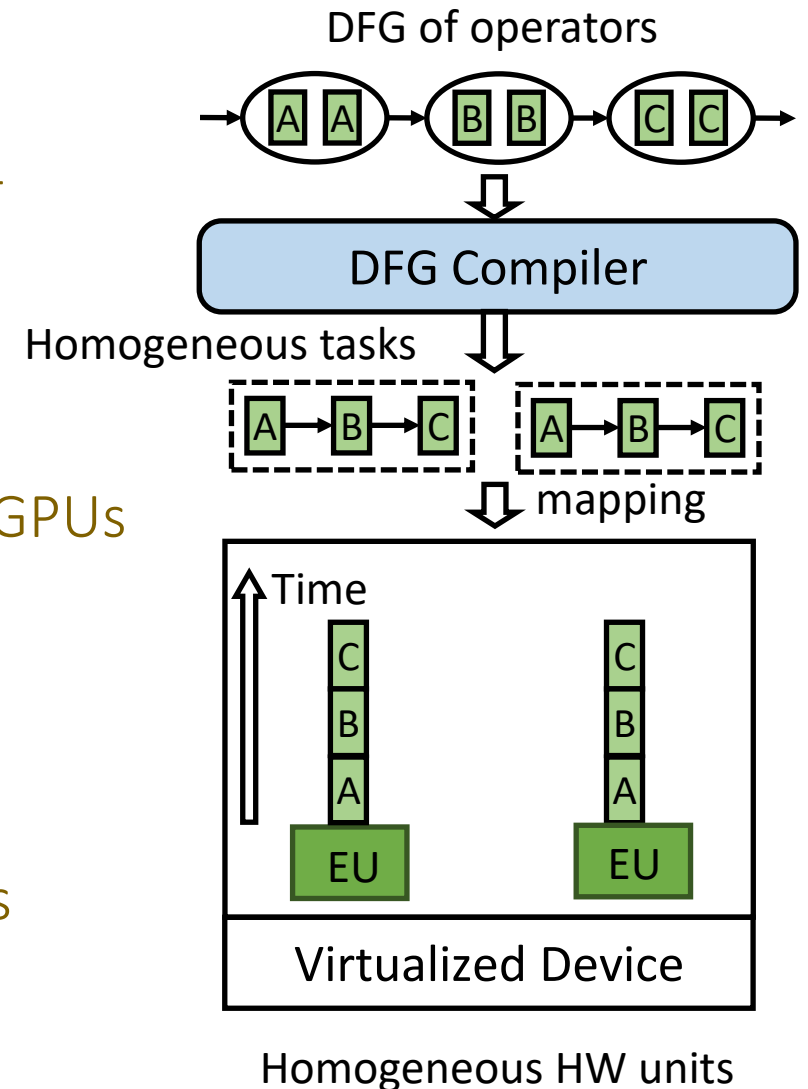 DFG of operators
A A B B C C
DFG Compiler
Homogeneous tasks
A B C A B C
GPUs
mapping
Time
C C
B B
A A
EU EU
s
Virtualized Device
Homogeneous HW units